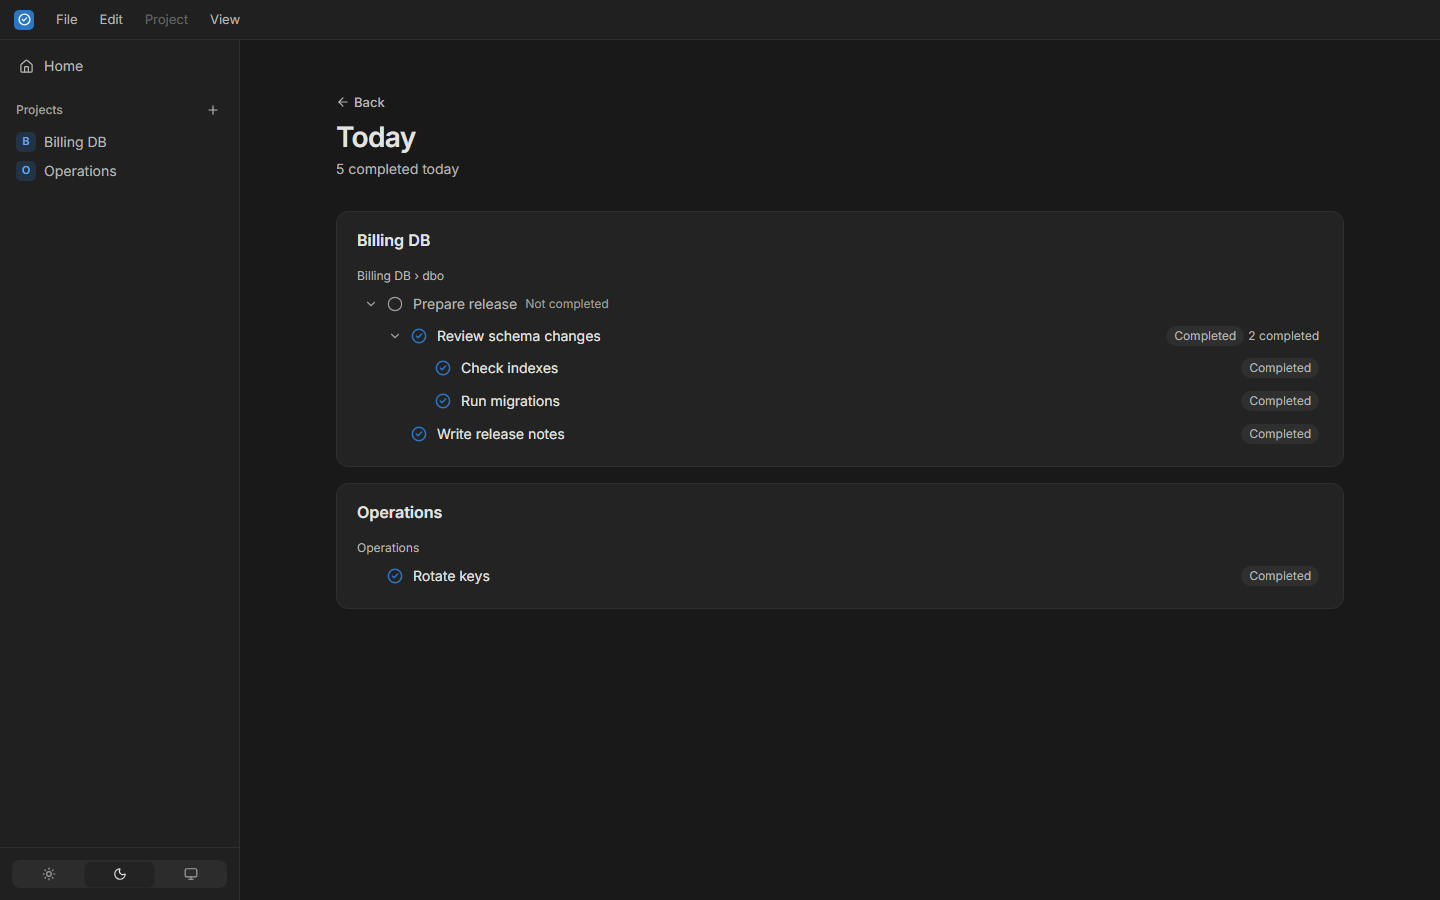 File Edit Project View
Home
Projects
B Billing DB
O Operations
Back
Today
5 completed today
Billing DB
Billing DB › dbo
Prepare release Not completed
Review schema changes Completed 2 completed
Check indexes Completed
Run migrations Completed
Write release notes Completed
Operations
Operations
Rotate keys Completed